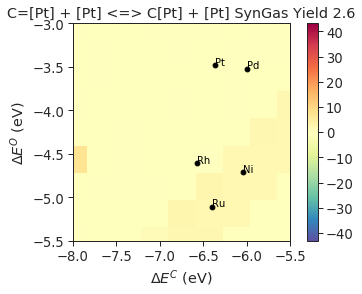 C=[Pt] + [Pt] <=> C[Pt] + [Pt] SynGas Yield 2.6
−3.0
−3.5
−4.0
−4.5
−5.0
−5.5
ΔE^O (eV)
Pt
Pd
Rh
Ni
Ru
−8.0 −7.5 −7.0 −6.5 −6.0 −5.5
ΔE^C (eV)
40
30
20
10
0
−10
−20
−30
−40